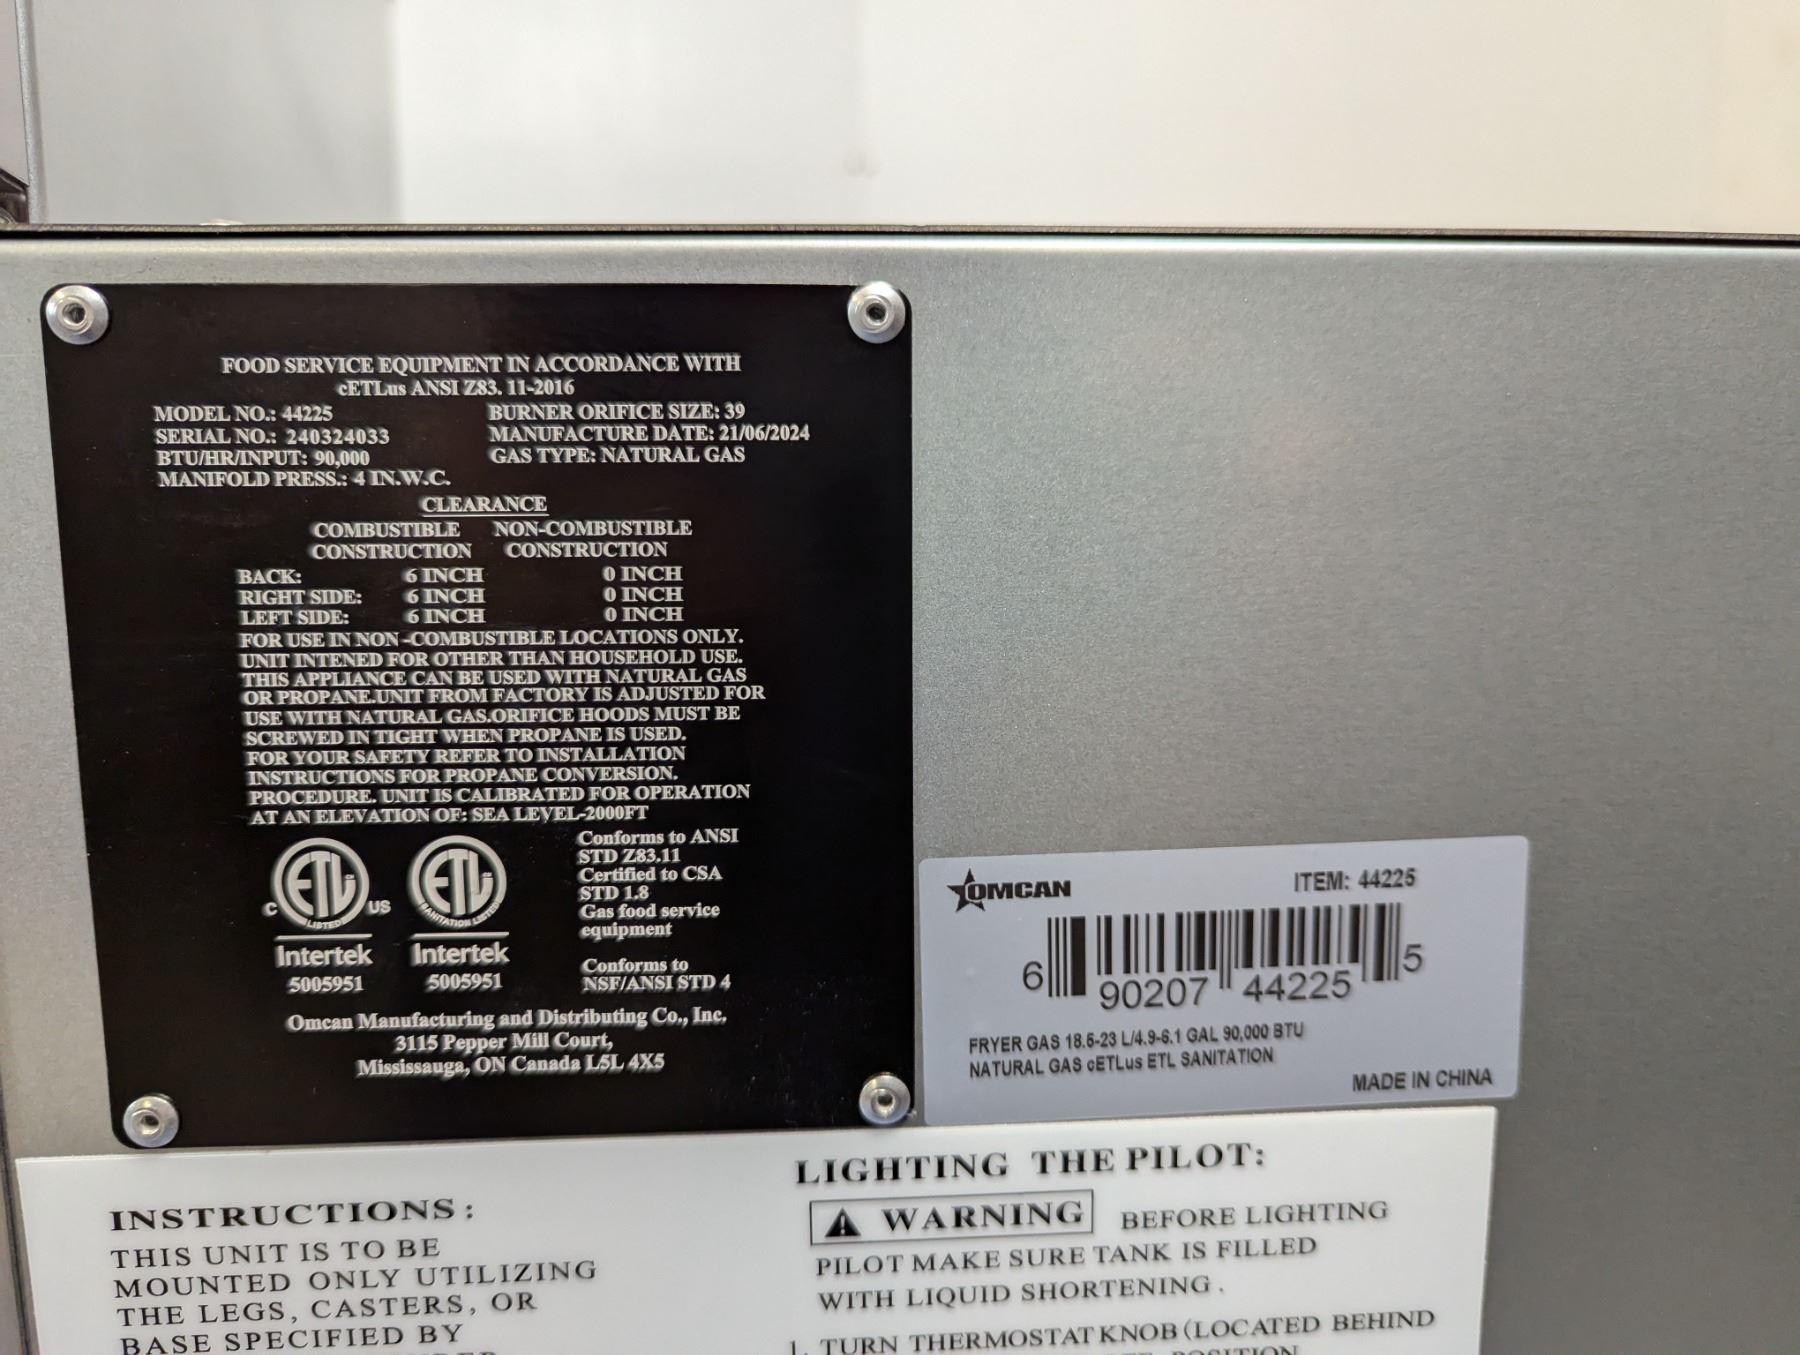 FOOD SERVICE EQUIPMENT IN ACCORDANCE WITH
cETLus ANSI Z83. 11-2016
MODEL NO.: 44225 BURNER ORIFICE SIZE: 39
SERIAL NO.: 240324033 MANUFACTURE DATE: 21/06/2024
BTU/HR/INPUT: 90,000 GAS TYPE: NATURAL GAS
MANIFOLD PRESS.: 4 IN.W.C.
CLEARANCE
COMBUSTIBLE NON-COMBUSTIBLE
CONSTRUCTION CONSTRUCTION
BACK: 6 INCH 0 INCH
RIGHT SIDE: 6 INCH 0 INCH
LEFT SIDE: 6 INCH 0 INCH
FOR USE IN NON-COMBUSTIBLE LOCATIONS ONLY.
UNIT INTENED FOR OTHER THAN HOUSEHOLD USE.
THIS APPLIANCE CAN BE USED WITH NATURAL GAS
OR PROPANE.UNIT FROM FACTORY IS ADJUSTED FOR
USE WITH NATURAL GAS.ORIFICE HOODS MUST BE
SCREWED IN TIGHT WHEN PROPANE IS USED.
FOR YOUR SAFETY REFER TO INSTALLATION
INSTRUCTIONS FOR PROPANE CONVERSION.
PROCEDURE. UNIT IS CALIBRATED FOR OPERATION
AT AN ELEVATION OF: SEA LEVEL-2000FT
C ETL US
LISTED
Intertek
5005951
ETL
SANITATION LISTED
Intertek
5005951
Conforms to ANSI
STD Z83.11
Certified to CSA
STD 1.8
Gas food service
equipment
Conforms to
NSF/ANSI STD 4
Omcan Manufacturing and Distributing Co., Inc.
3115 Pepper Mill Court,
Mississauga, ON Canada L5L 4X5
OMCAN ITEM: 44225
6 90207 44225 5
FRYER GAS 18.5-23 L/4.9-6.1 GAL 90,000 BTU
NATURAL GAS cETLus ETL SANITATION
MADE IN CHINA
INSTRUCTIONS:
THIS UNIT IS TO BE
MOUNTED ONLY UTILIZING
THE LEGS, CASTERS, OR
BASE SPECIFIED BY
LIGHTING THE PILOT:
WARNING BEFORE LIGHTING
PILOT MAKE SURE TANK IS FILLED
WITH LIQUID SHORTENING.
1. TURN THERMOSTAT KNOB (LOCATED BEHIND
POSITION